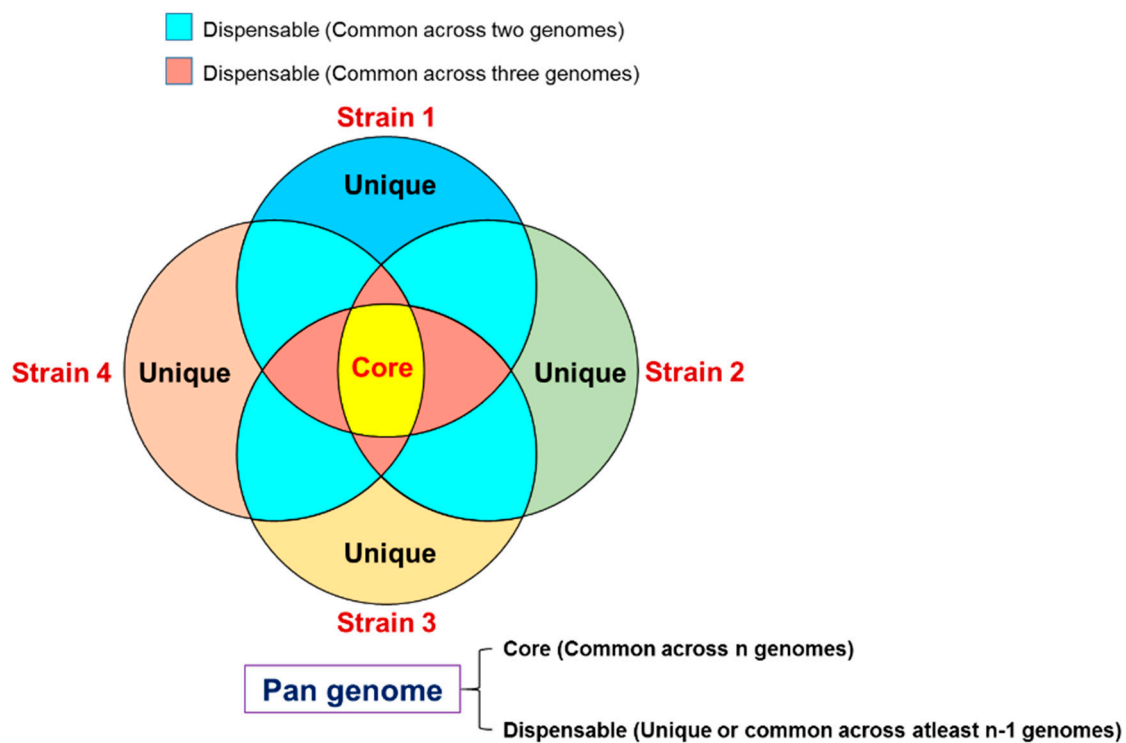 Dispensable (Common across two genomes)
Dispensable (Common across three genomes)
Strain 1
Unique
Strain 4
Unique
Core
Unique
Strain 2
Unique
Strain 3
Core (Common across n genomes)
Pan genome
Dispensable (Unique or common across atleast n-1 genomes)